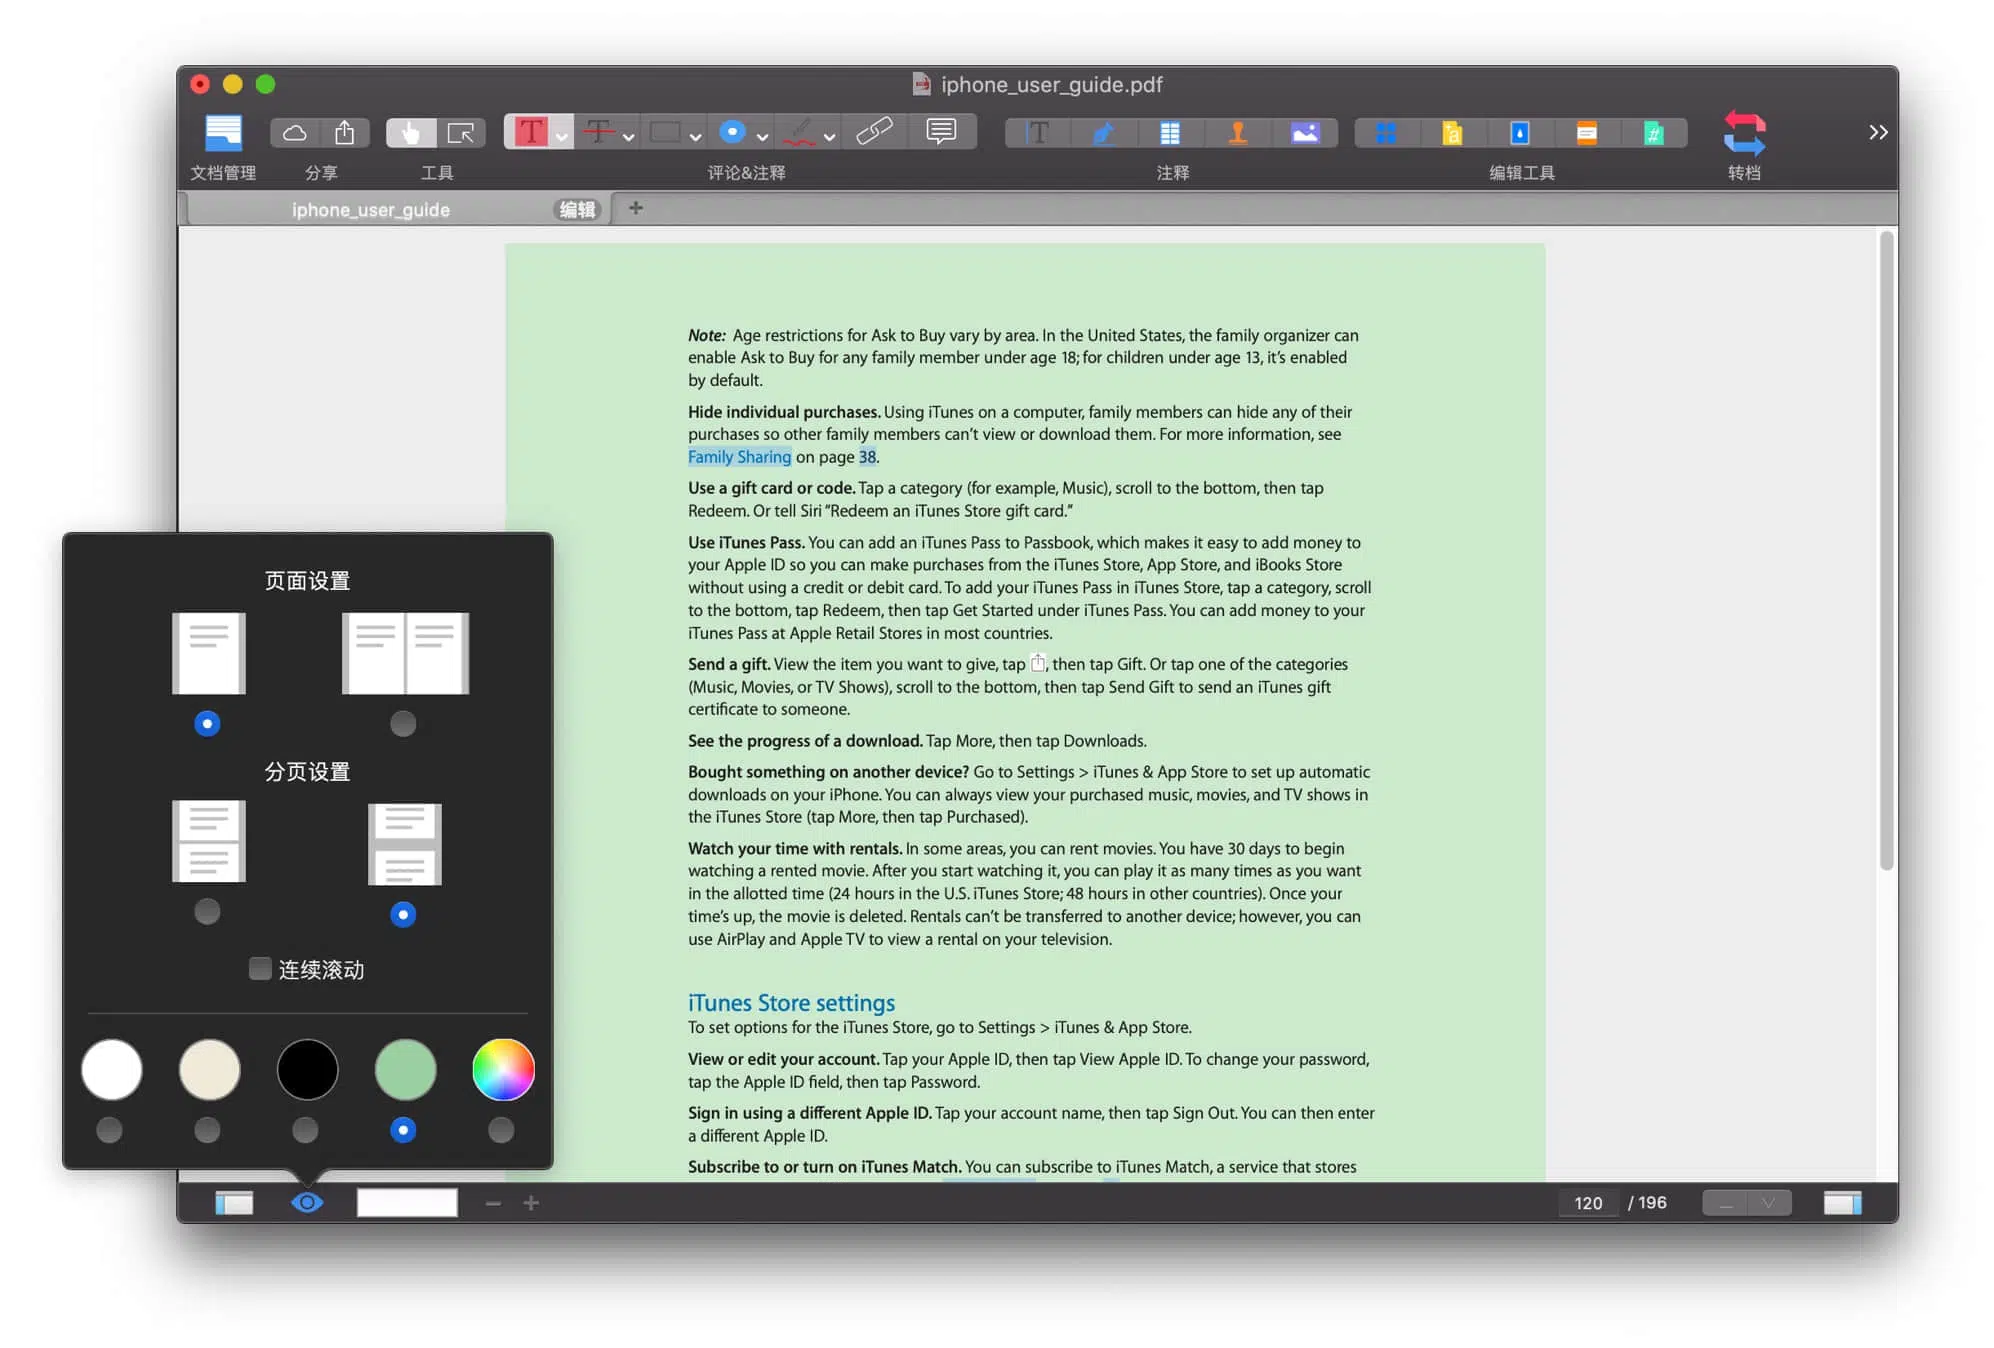 iphone_user_guide.pdf
文档管理 分享 工具 评论&注释 注释 编辑工具 转档
iphone_user_guide 编辑 +
Note: Age restrictions for Ask to Buy vary by area. In the United States, the family organizer can
enable Ask to Buy for any family member under age 18; for children under age 13, it’s enabled
by default.
Hide individual purchases. Using iTunes on a computer, family members can hide any of their
purchases so other family members can’t view or download them. For more information, see
Family Sharing on page 38.
Use a gift card or code. Tap a category (for example, Music), scroll to the bottom, then tap
Redeem. Or tell Siri “Redeem an iTunes Store gift card.”
Use iTunes Pass. You can add an iTunes Pass to Passbook, which makes it easy to add money to
your Apple ID so you can make purchases from the iTunes Store, App Store, and iBooks Store
without using a credit or debit card. To add your iTunes Pass in iTunes Store, tap a category, scroll
to the bottom, tap Redeem, then tap Get Started under iTunes Pass. You can add money to your
iTunes Pass at Apple Retail Stores in most countries.
Send a gift. View the item you want to give, tap , then tap Gift. Or tap one of the categories
(Music, Movies, or TV Shows), scroll to the bottom, then tap Send Gift to send an iTunes gift
certificate to someone.
See the progress of a download. Tap More, then tap Downloads.
Bought something on another device? Go to Settings > iTunes & App Store to set up automatic
downloads on your iPhone. You can always view your purchased music, movies, and TV shows in
the iTunes Store (tap More, then tap Purchased).
Watch your time with rentals. In some areas, you can rent movies. You have 30 days to begin
watching a rented movie. After you start watching it, you can play it as many times as you want
in the allotted time (24 hours in the U.S. iTunes Store; 48 hours in other countries). Once your
time’s up, the movie is deleted. Rentals can’t be transferred to another device; however, you can
use AirPlay and Apple TV to view a rental on your television.
iTunes Store settings
To set options for the iTunes Store, go to Settings > iTunes & App Store.
View or edit your account. Tap your Apple ID, then tap View Apple ID. To change your password,
tap the Apple ID field, then tap Password.
Sign in using a different Apple ID. Tap your account name, then tap Sign Out. You can then enter
a different Apple ID.
Subscribe to or turn on iTunes Match. You can subscribe to iTunes Match, a service that stores
页面设置
分页设置
连续滚动
120 / 196